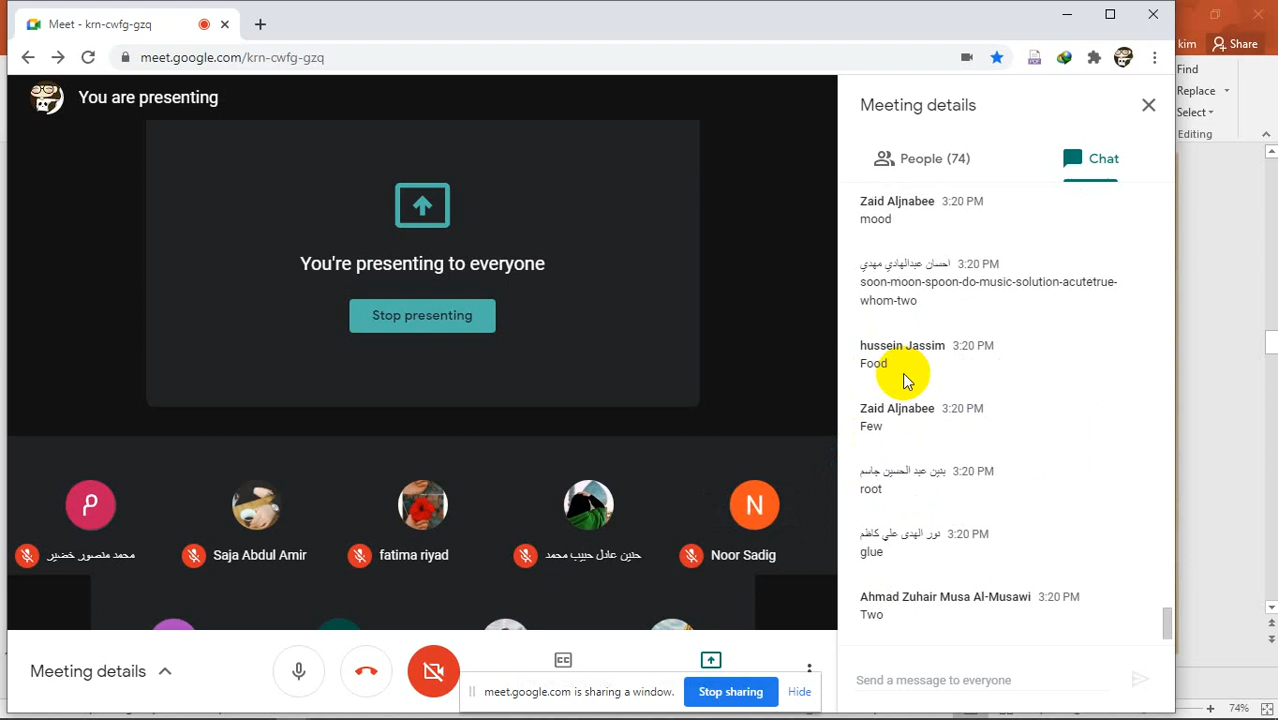 Meet - krn-cwfg-gzq
kim
Share
meet.google.com/krn-cwfg-gzq
Find
Replace
Select
Editing
You are presenting
You're presenting to everyone
Stop presenting
محمد منصور خضير
Saja Abdul Amir
fatima riyad
حنين عادل حبيب محمد
Noor Sadig
Meeting details
meet.google.com is sharing a window.
Stop sharing
Hide
Meeting details
People (74)
Chat
Zaid Aljnabee 3:20 PM
mood
احسان عبدالهادي مهدي 3:20 PM
soon-moon-spoon-do-music-solution-acutetrue-
whom-two
hussein Jassim 3:20 PM
Food
Zaid Aljnabee 3:20 PM
Few
بنين عبد الحسين جاسم 3:20 PM
root
نور الهدى علي كاظم 3:20 PM
glue
Ahmad Zuhair Musa Al-Musawi 3:20 PM
Two
Send a message to everyone
74%